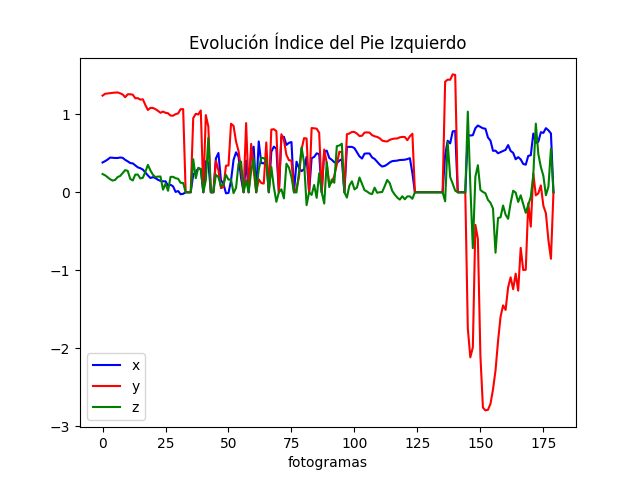 Evolución Índice del Pie Izquierdo
1
0
−1
−2
−3
x
y
z
0 25 50 75 100 125 150 175
fotogramas